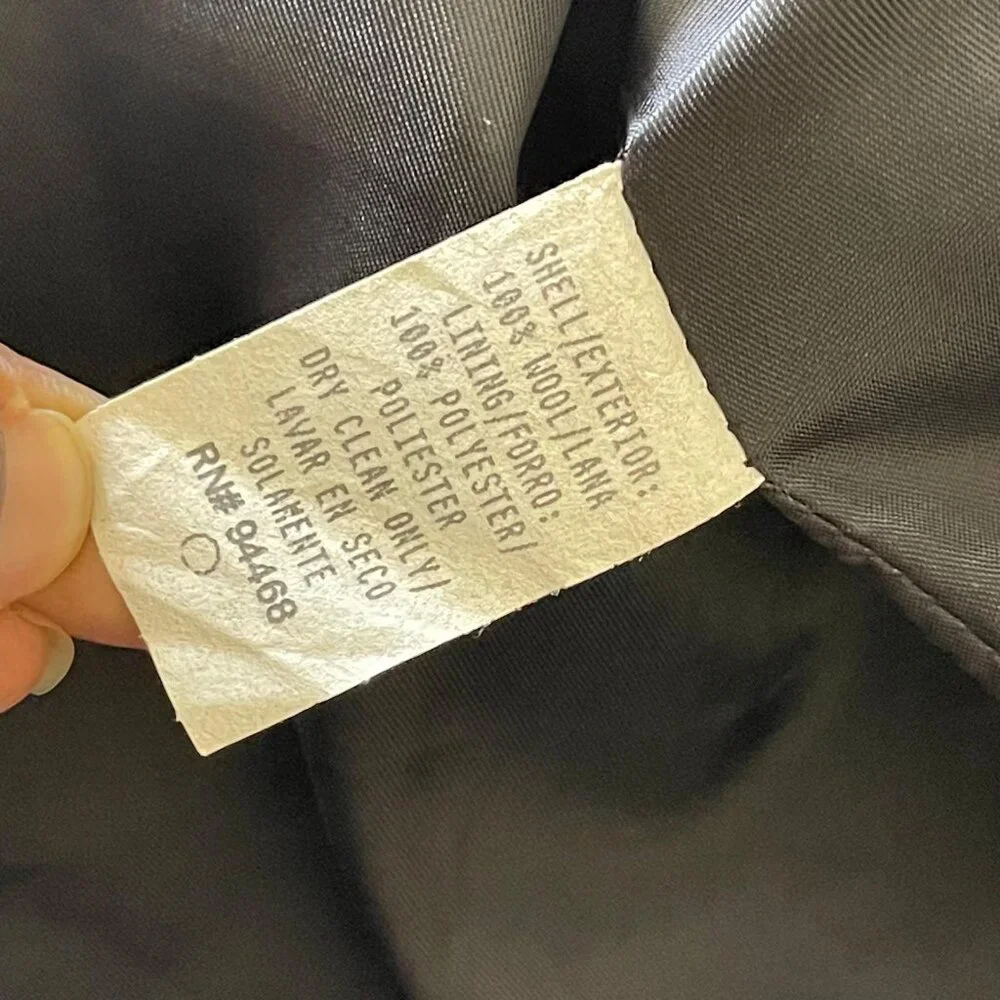 SHELL/EXTERIOR:
100% WOOL/LANA
LINING/FORRO:
100% POLYESTER/
POLIESTER
DRY CLEAN ONLY/
LAVAR EN SECO
SOLAMENTE
RN# 94468